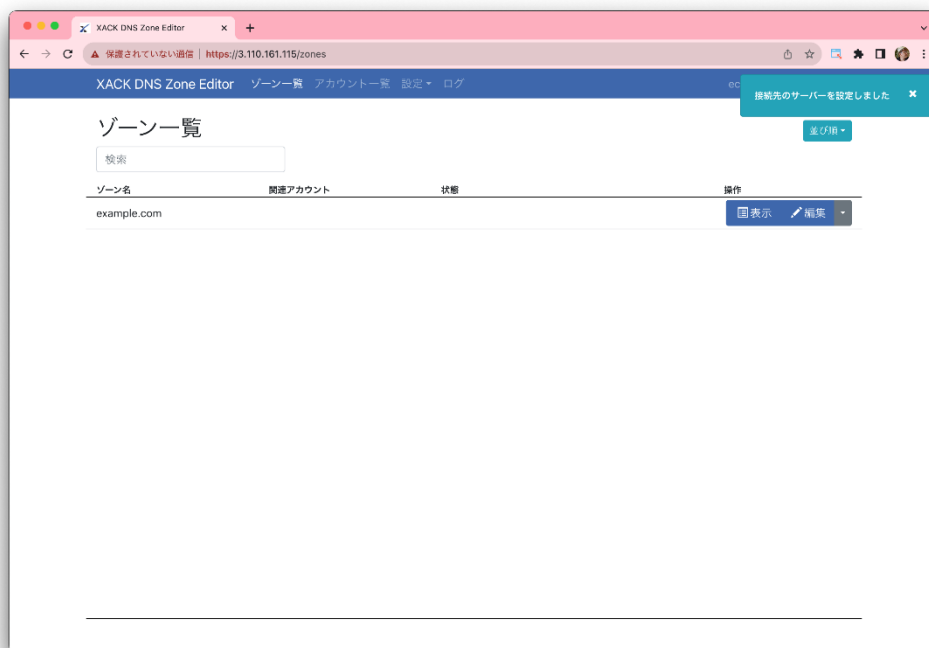 XACK DNS Zone Editor
保護されていない通信 | https://3.110.161.115/zones
XACK DNS Zone Editor ゾーン一覧 アカウント一覧 設定 ログ ec
接続先のサーバーを設定しました ×
ゾーン一覧
並び順
検索
ゾーン名 関連アカウント 状態 操作
example.com 表示 編集